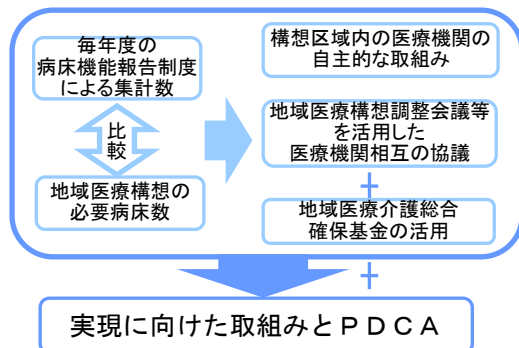 毎年度の
病床機能報告制度
による集計数
比
較
地域医療構想の
必要病床数
構想区域内の医療機関の
自主的な取組み
地域医療構想調整会議等
を活用した
医療機関相互の協議
+
地域医療介護総合
確保基金の活用
+
実現に向けた取組みとＰＤＣＡ